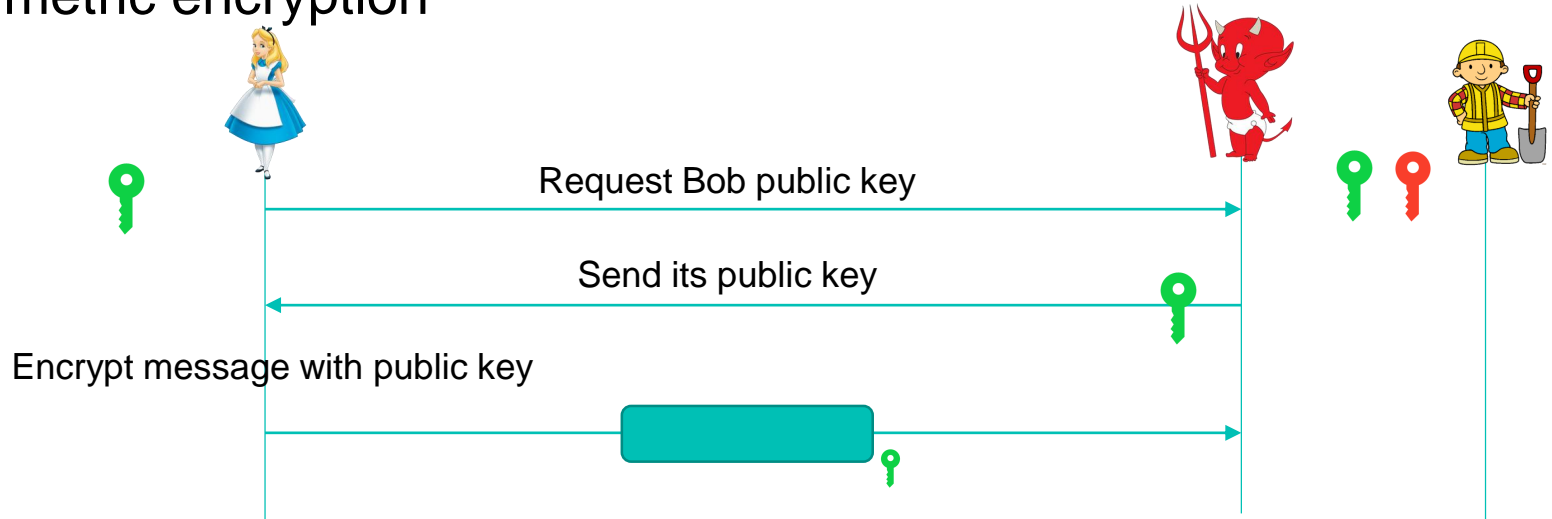 metric encryption
Request Bob public key
Send its public key
Encrypt message with public key